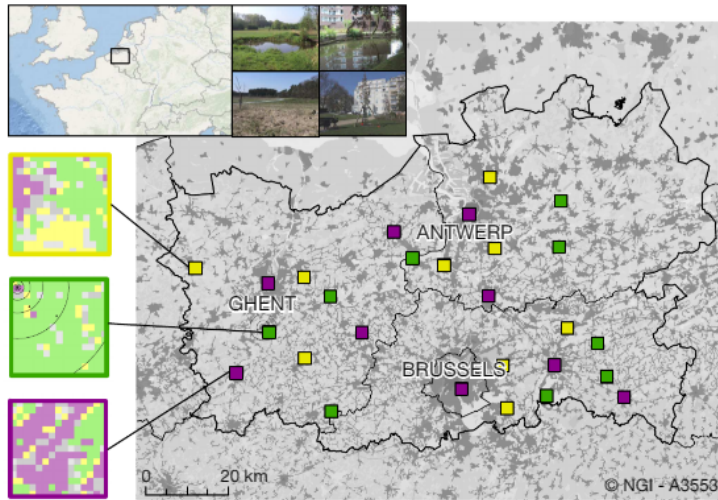 ANTWERP
GHENT
BRUSSELS
0 20 km
© NGI - A3553